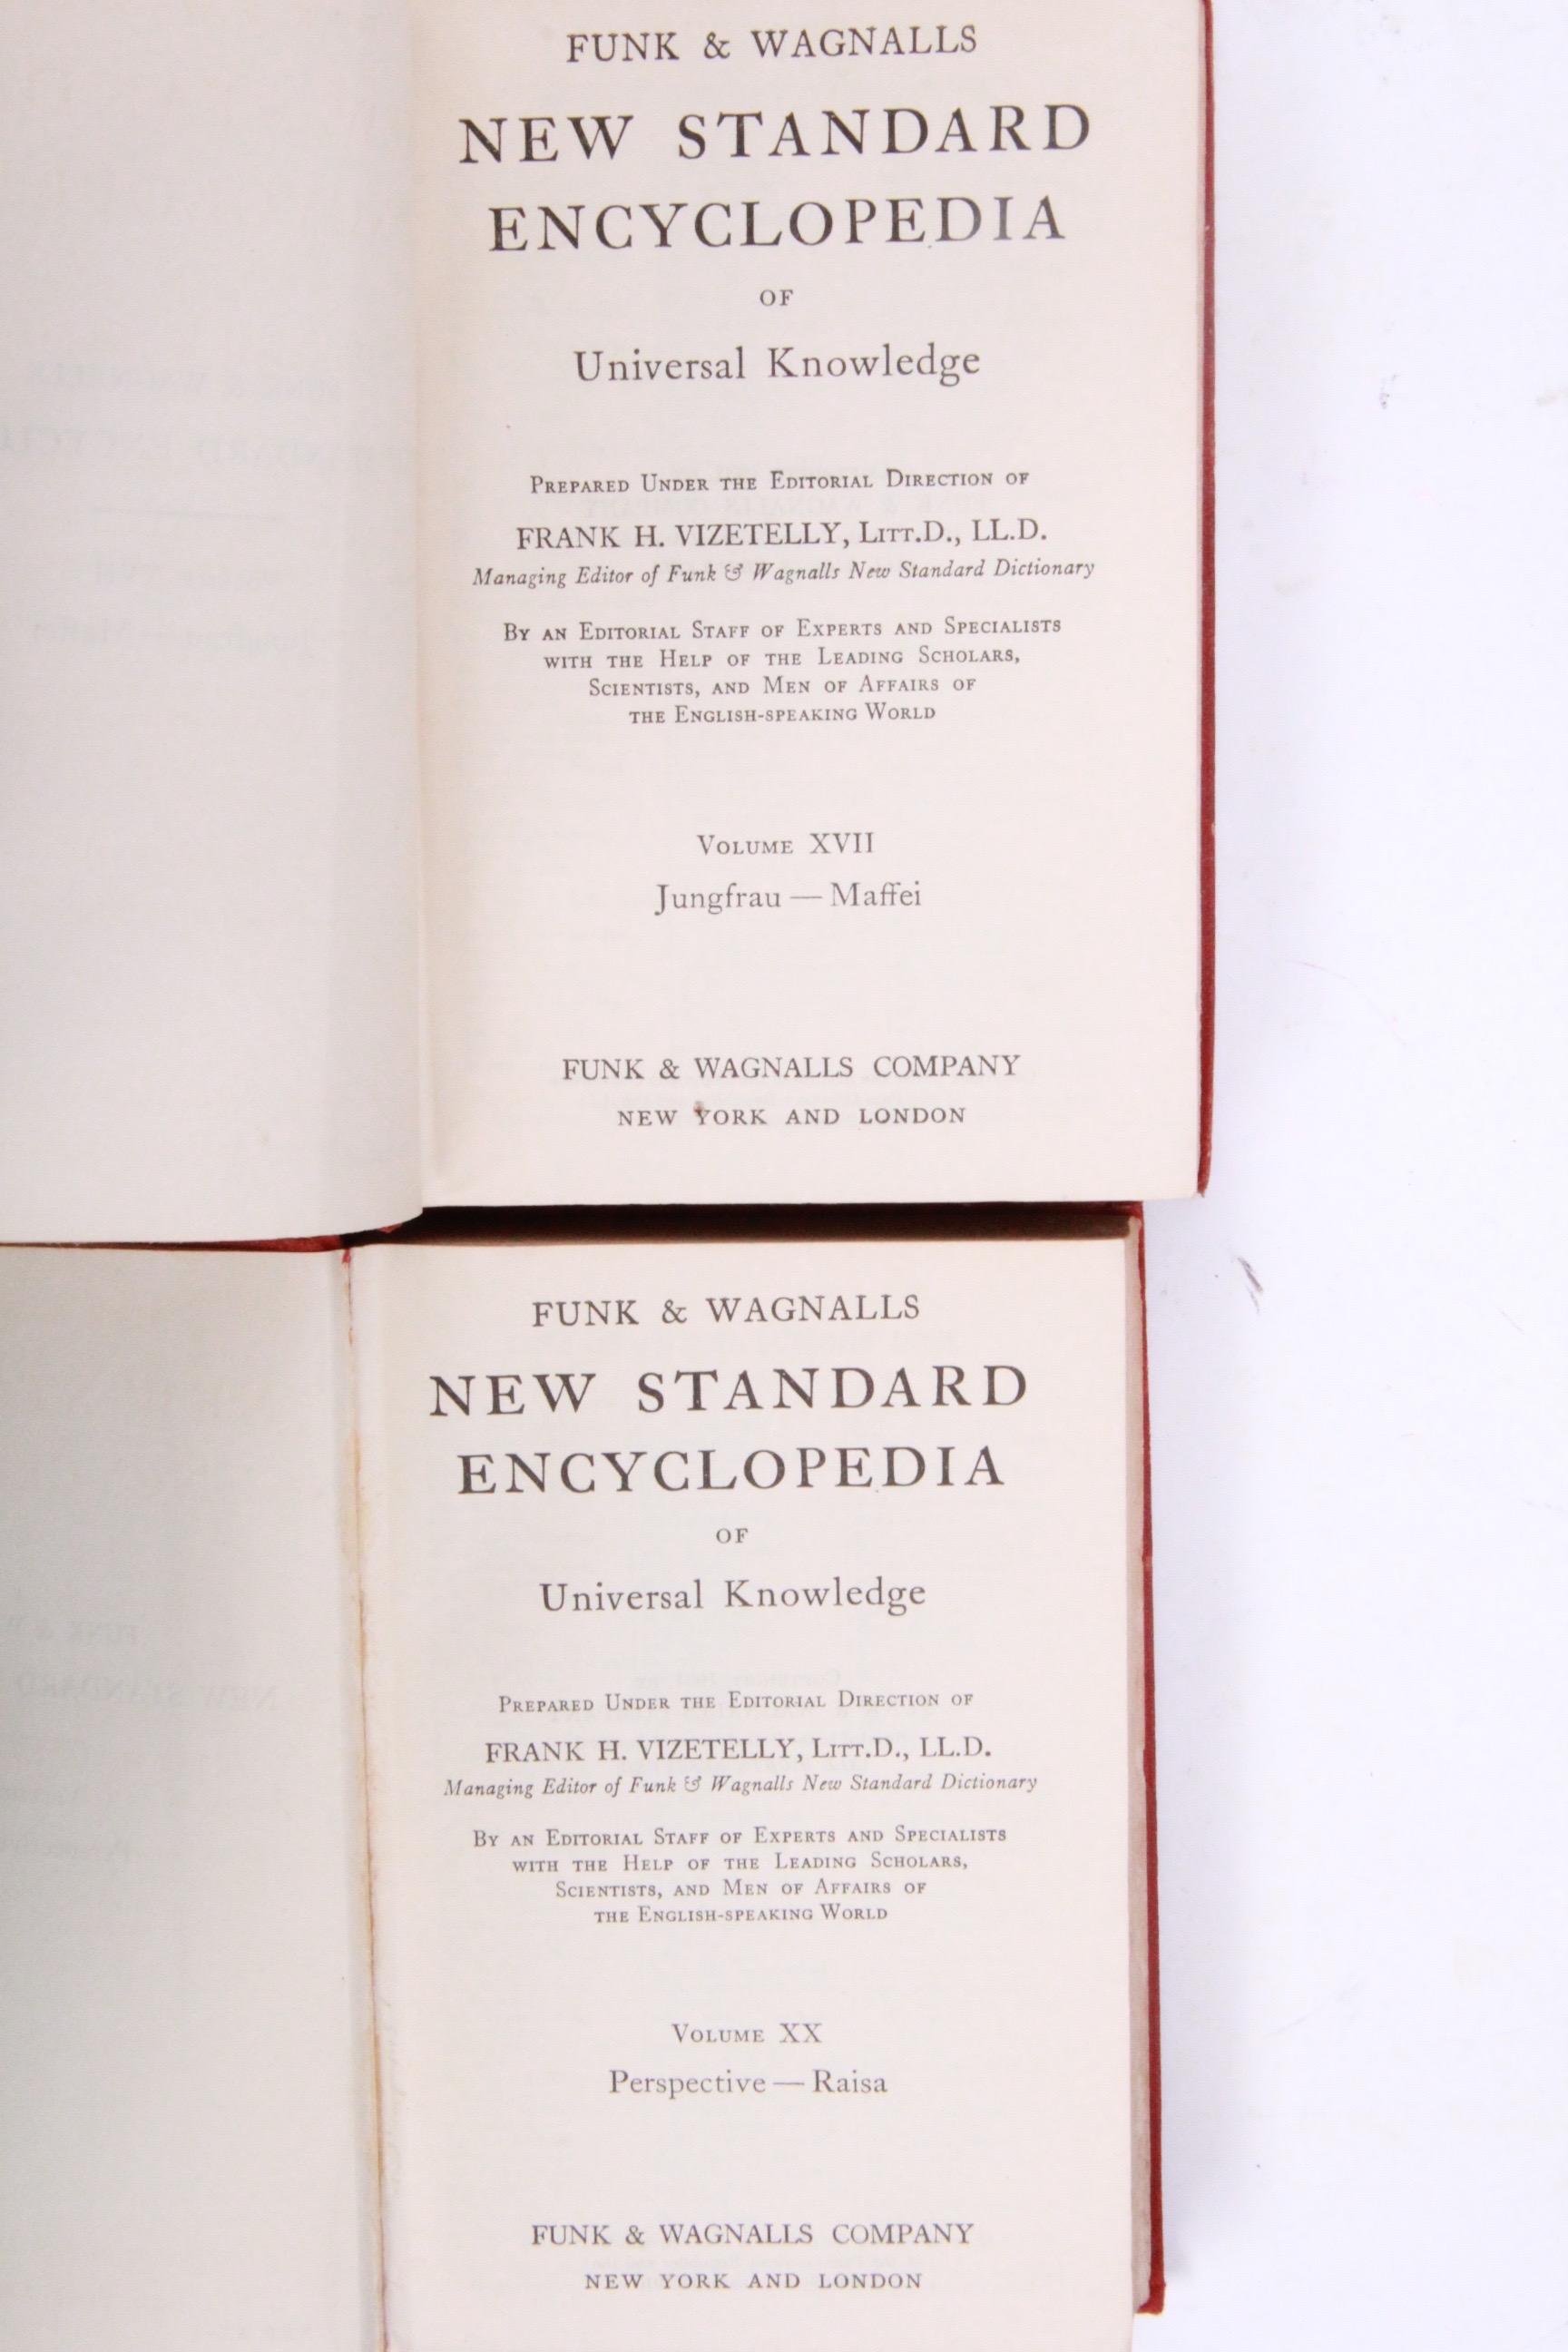 FUNK & WAGNALLS
NEW STANDARD
ENCYCLOPEDIA
OF
Universal Knowledge
PREPARED UNDER THE EDITORIAL DIRECTION OF
FRANK H. VIZETELLY, LITT.D., LL.D.
Managing Editor of Funk & Wagnalls New Standard Dictionary
BY AN EDITORIAL STAFF OF EXPERTS AND SPECIALISTS
WITH THE HELP OF THE LEADING SCHOLARS,
SCIENTISTS, AND MEN OF AFFAIRS OF
THE ENGLISH-SPEAKING WORLD
VOLUME XVII
Jungfrau — Maffei
FUNK & WAGNALLS COMPANY
NEW YORK AND LONDON
FUNK & WAGNALLS
NEW STANDARD
ENCYCLOPEDIA
OF
Universal Knowledge
PREPARED UNDER THE EDITORIAL DIRECTION OF
FRANK H. VIZETELLY, LITT.D., LL.D.
Managing Editor of Funk & Wagnalls New Standard Dictionary
BY AN EDITORIAL STAFF OF EXPERTS AND SPECIALISTS
WITH THE HELP OF THE LEADING SCHOLARS,
SCIENTISTS, AND MEN OF AFFAIRS OF
THE ENGLISH-SPEAKING WORLD
VOLUME XX
Perspective — Raisa
FUNK & WAGNALLS COMPANY
NEW YORK AND LONDON